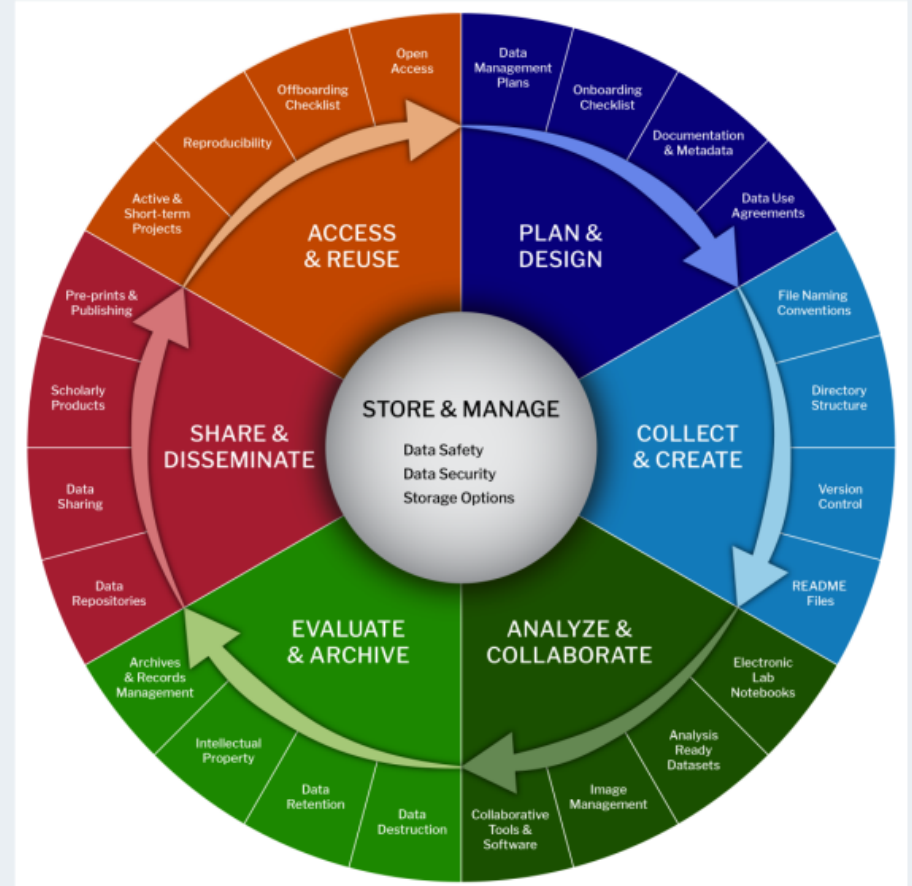 STORE & MANAGE
Data Safety
Data Security
Storage Options
PLAN &
DESIGN
Data
Management
Plans
Onboarding
Checklist
Documentation
& Metadata
Data Use
Agreements
COLLECT
& CREATE
File Naming
Conventions
Directory
Structure
Version
Control
README
Files
ANALYZE &
COLLABORATE
Electronic
Lab
Notebooks
Analysis
Ready
Datasets
Image
Management
Collaborative
Tools &
Software
EVALUATE
& ARCHIVE
Data
Destruction
Data
Retention
Intellectual
Property
Archives
& Records
Management
SHARE &
DISSEMINATE
Data
Repositories
Data
Sharing
Scholarly
Products
Pre-prints &
Publishing
ACCESS
& REUSE
Active &
Short-term
Projects
Reproducibility
Offboarding
Checklist
Open
Access